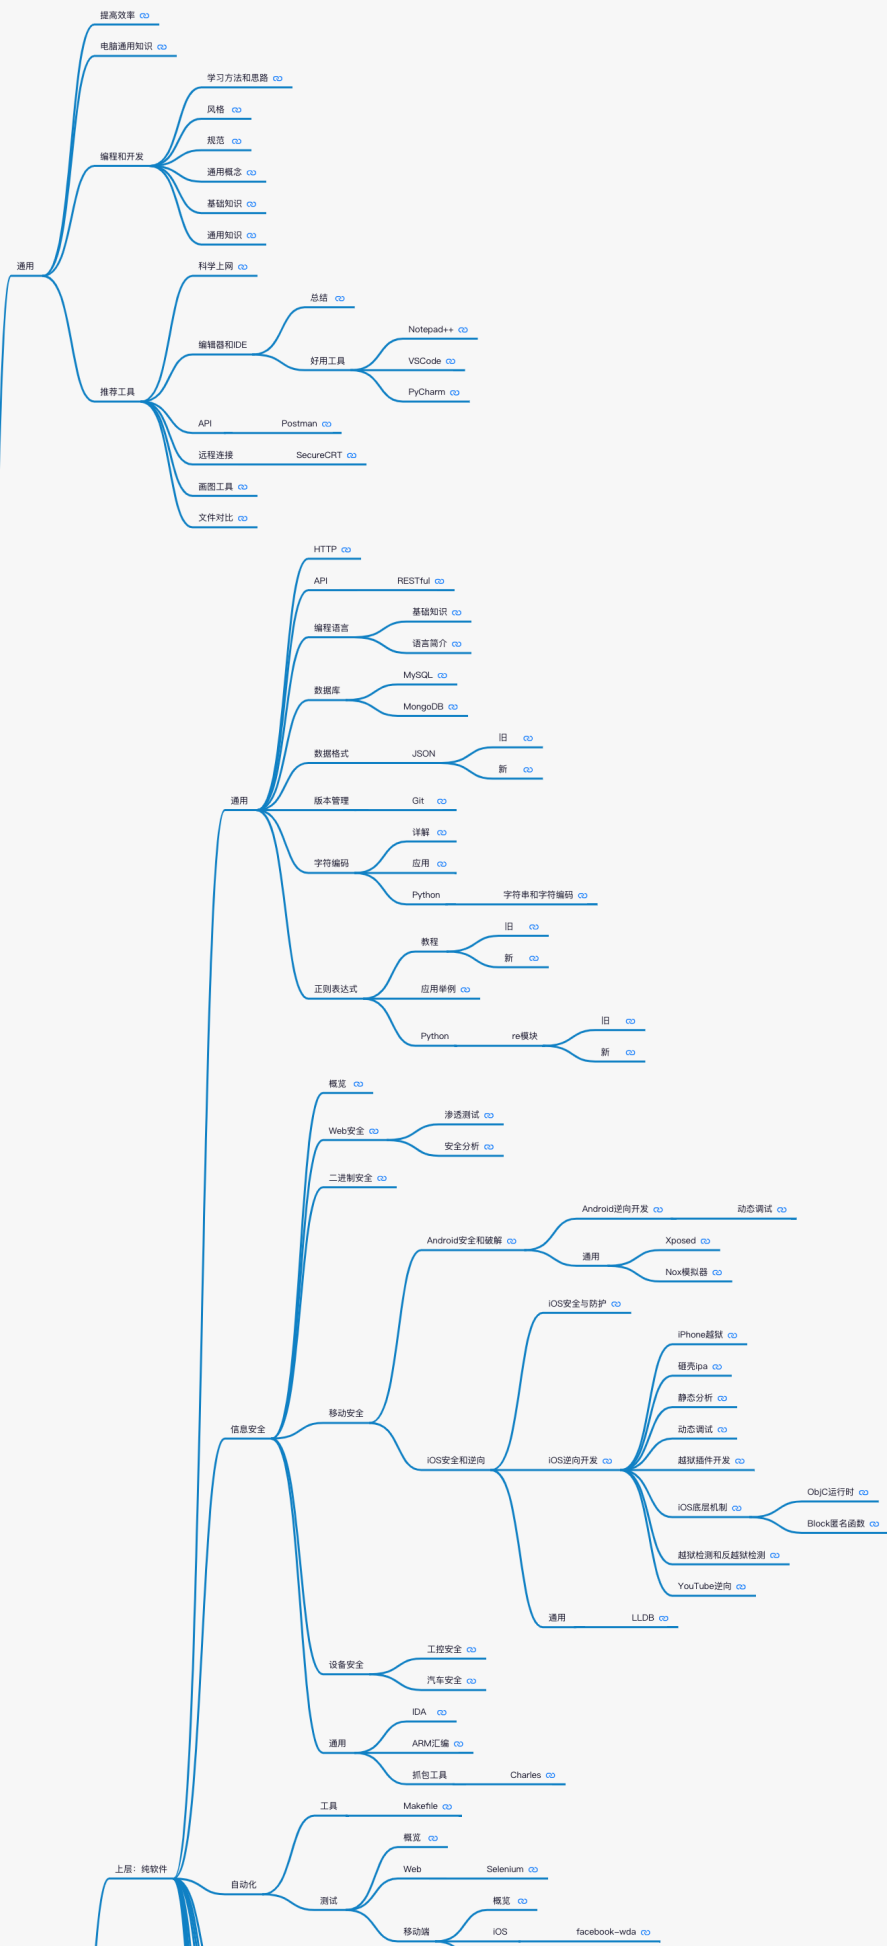 提高效率
电脑通用知识
学习方法和思路
风格
规范
编程和开发
通用概念
基础知识
通用知识
通用
科学上网
总结
Notepad++
编辑器和IDE
好用工具
VSCode
PyCharm
推荐工具
API
Postman
远程连接
SecureCRT
画图工具
文件对比
HTTP
API
RESTful
基础知识
编程语言
语言简介
MySQL
数据库
MongoDB
旧
数据格式
JSON
新
通用
版本管理
Git
详解
字符编码
应用
Python
字符串和字符编码
旧
教程
新
正则表达式
应用举例
旧
Python
re模块
新
概览
渗透测试
Web安全
安全分析
二进制安全
Android逆向开发
动态调试
Android安全和破解
Xposed
通用
Nox模拟器
iOS安全与防护
iPhone越狱
砸壳ipa
静态分析
移动安全
信息安全
动态调试
iOS安全和逆向
iOS逆向开发
越狱插件开发
ObjC运行时
iOS底层机制
Block匿名函数
越狱检测和反越狱检测
YouTube逆向
通用
LLDB
工控安全
设备安全
汽车安全
IDA
通用
ARM汇编
抓包工具
Charles
工具
Makefile
概览
上层：纯软件
Web
Selenium
自动化
测试
概览
移动端
iOS
facebook-wda